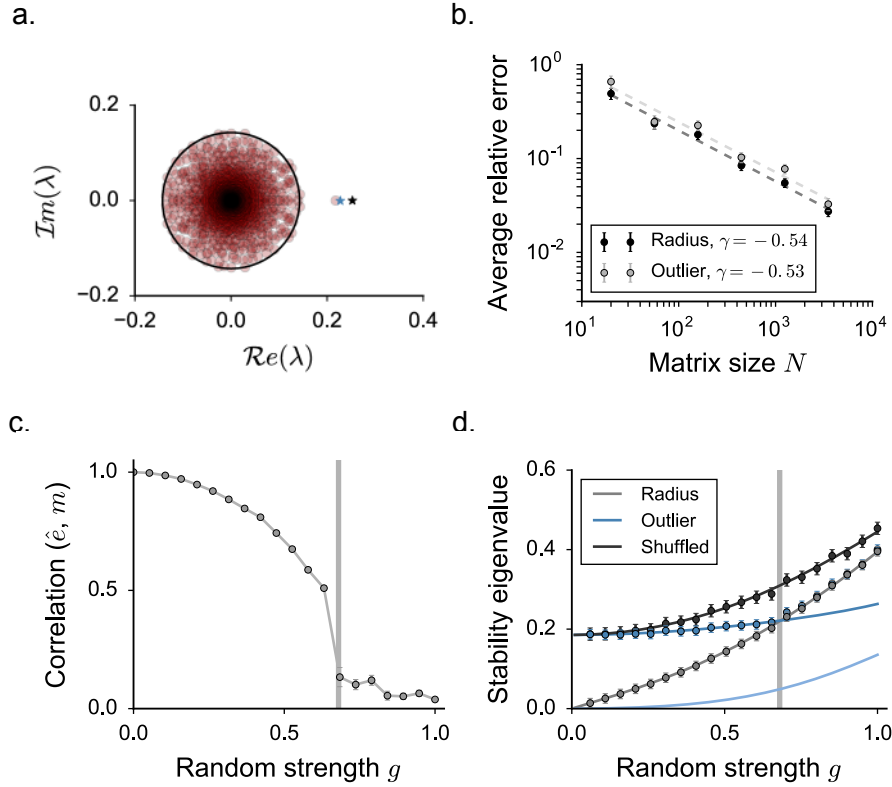 a.
0.2
0.0
−0.2
−0.2
0.0
0.2
0.4
ℐm(λ)
ℛe(λ)
b.
10⁰
10⁻¹
10⁻²
10¹
10²
10³
10⁴
Average relative error
Matrix size N
Radius, γ = −0.54
Outlier, γ = −0.53
c.
1.0
0.5
0.0
0.0
0.5
1.0
Correlation (ê, m)
Random strength g
d.
0.6
0.4
0.2
0.0
0.0
0.5
1.0
Stability eigenvalue
Random strength g
Radius
Outlier
Shuffled